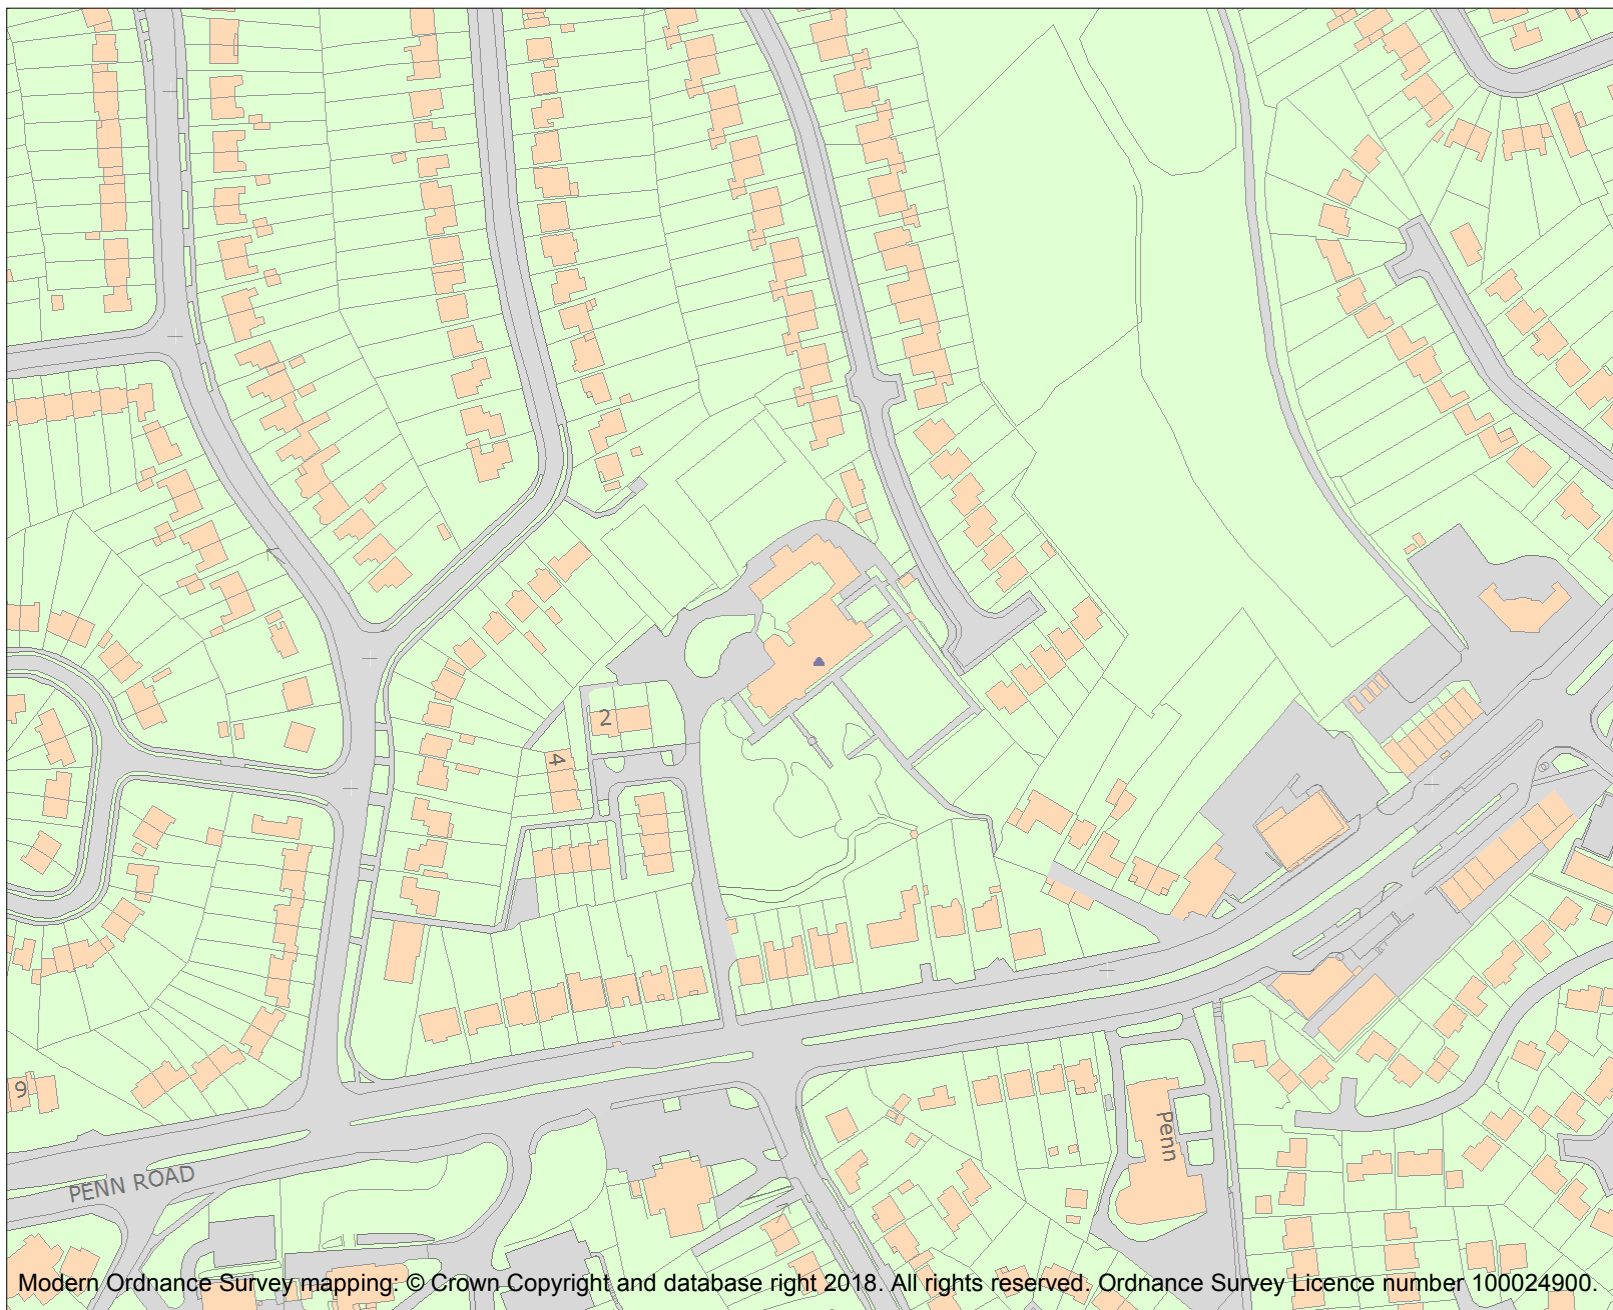 2
4
9
PENN ROAD
Penn
Modern Ordnance Survey mapping: © Crown Copyright and database right 2018. All rights reserved. Ordnance Survey Licence number 100024900.